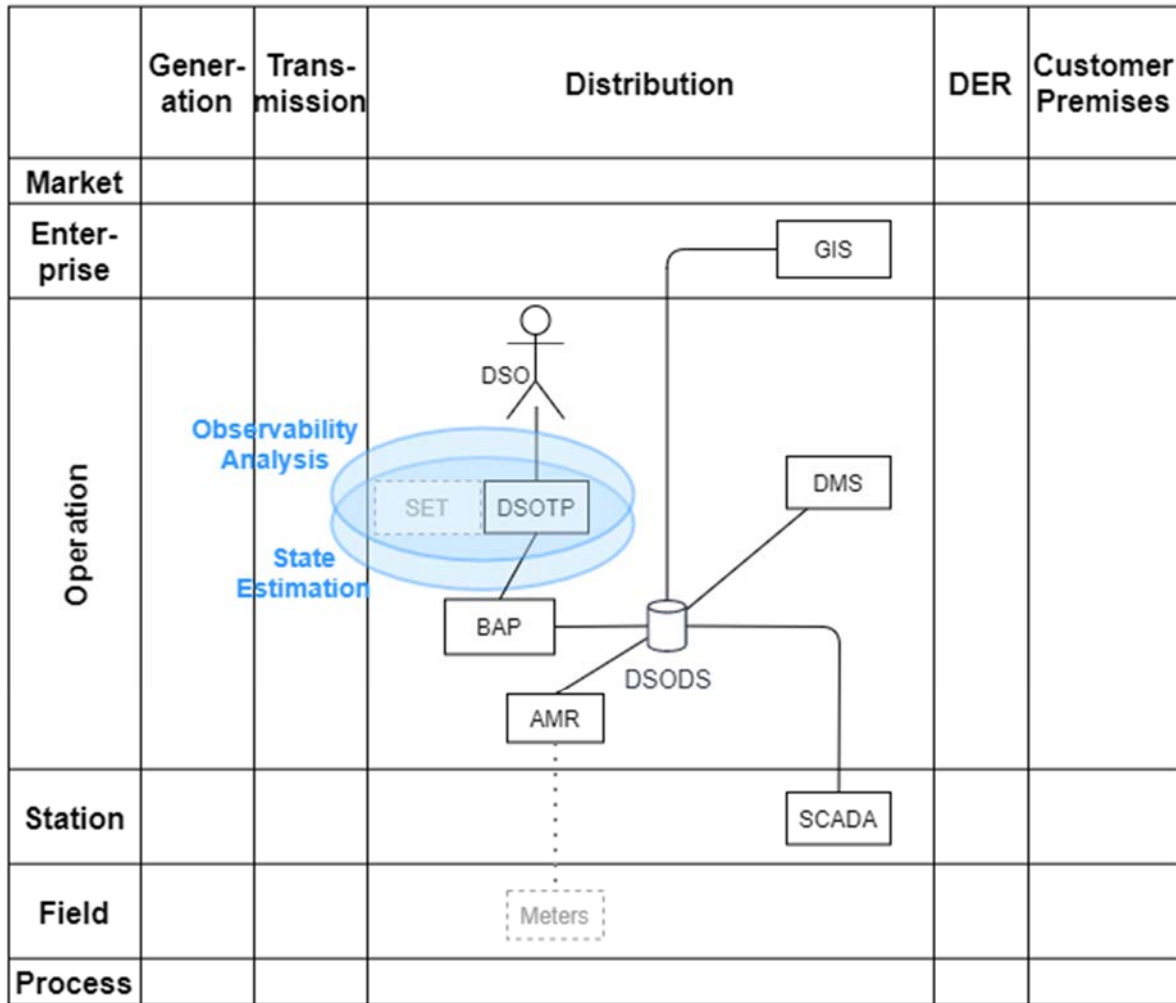 Gener-
ation
Trans-
mission
Distribution
DER
Customer
Premises
Market
Enter-
prise
GIS
Operation
DSO
Observability
Analysis
SET
DSOTP
DMS
State
Estimation
BAP
DSODS
AMR
Station
SCADA
Field
Meters
Process